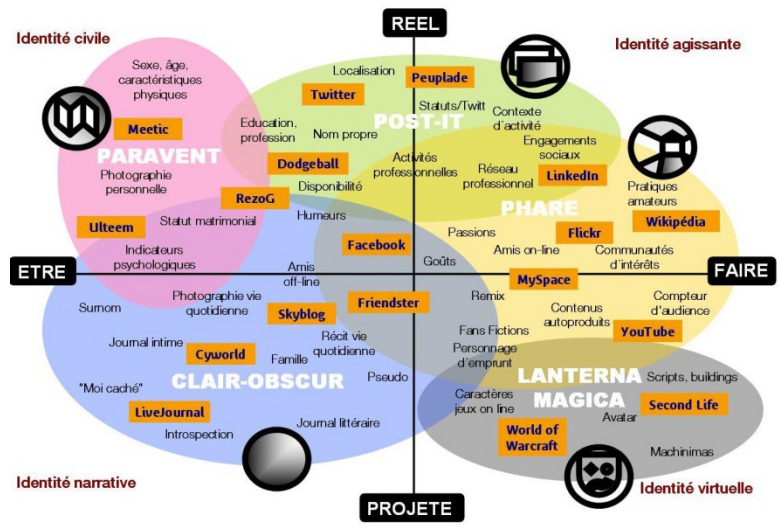 REEL
Identité civile
Identité agissante
Sexe, âge,
caractéristiques
physiques
Localisation
Peuplade
Twitter
Statuts/Twitt
Contexte
d'activité
Meetic
Education,
profession
Nom propre
POST-IT
Engagements
sociaux
PARAVENT
Dodgeball
Activités
professionnelles
Réseau
professionnel
LinkedIn
Photographie
personnelle
Disponibilité
Pratiques
amateurs
RezoG
PHARE
Ulteem
Statut matrimonial
Humeurs
Passions
Flickr
Wikipédia
Facebook
Indicateurs
psychologiques
Goûts
Amis on-line
Communautés
d'intérêts
ETRE
Amis
off-line
MySpace
FAIRE
Surnom
Photographie vie
quotidienne
Skyblog
Friendster
Remix
Contenus
autoproduits
Compteur
d'audience
Journal intime
Cyworld
Récit vie
quotidienne
Fans Fictions
YouTube
Famille
Personnage
d'emprunt
CLAIR-OBSCUR
Pseudo
LANTERNA
MAGICA
Scripts, buildings
"Moi caché"
Caractères
jeux on line
LiveJournal
Journal littéraire
Avatar
Second Life
Introspection
World of
Warcraft
Machinimas
Identité narrative
Identité virtuelle
PROJETE